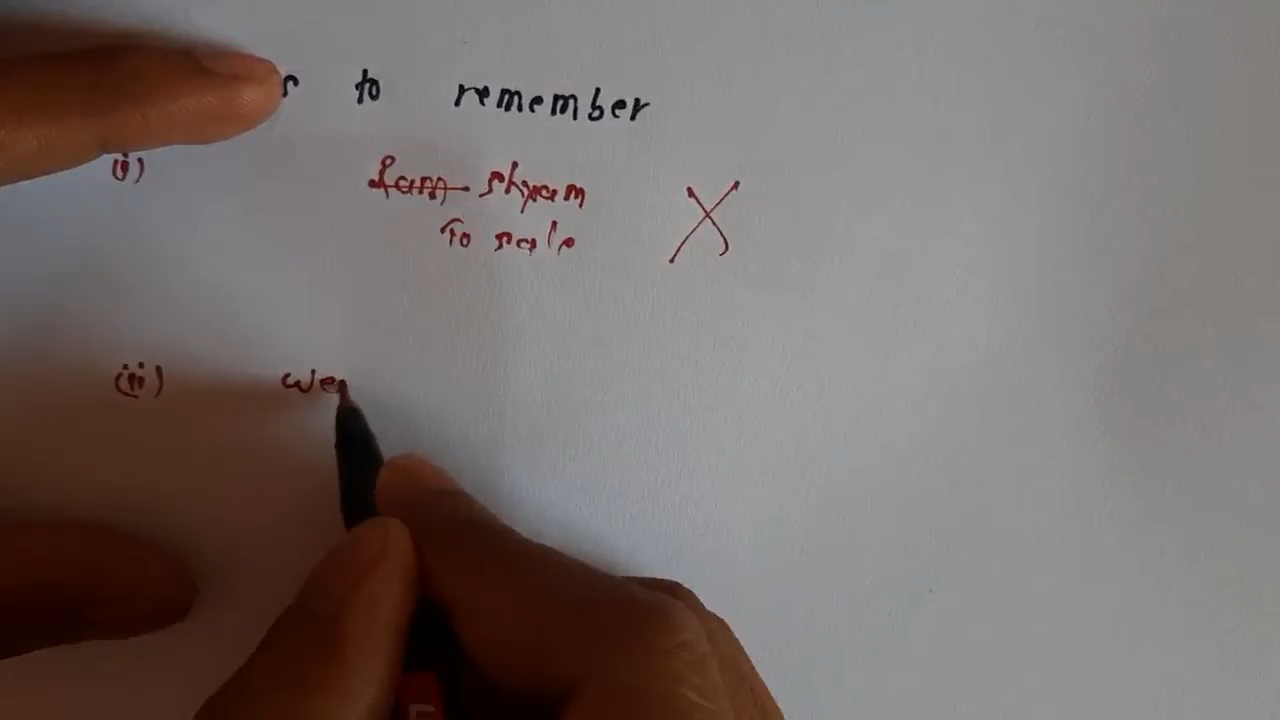 to remember
(i) Ram shyam
To sale
(ii) we